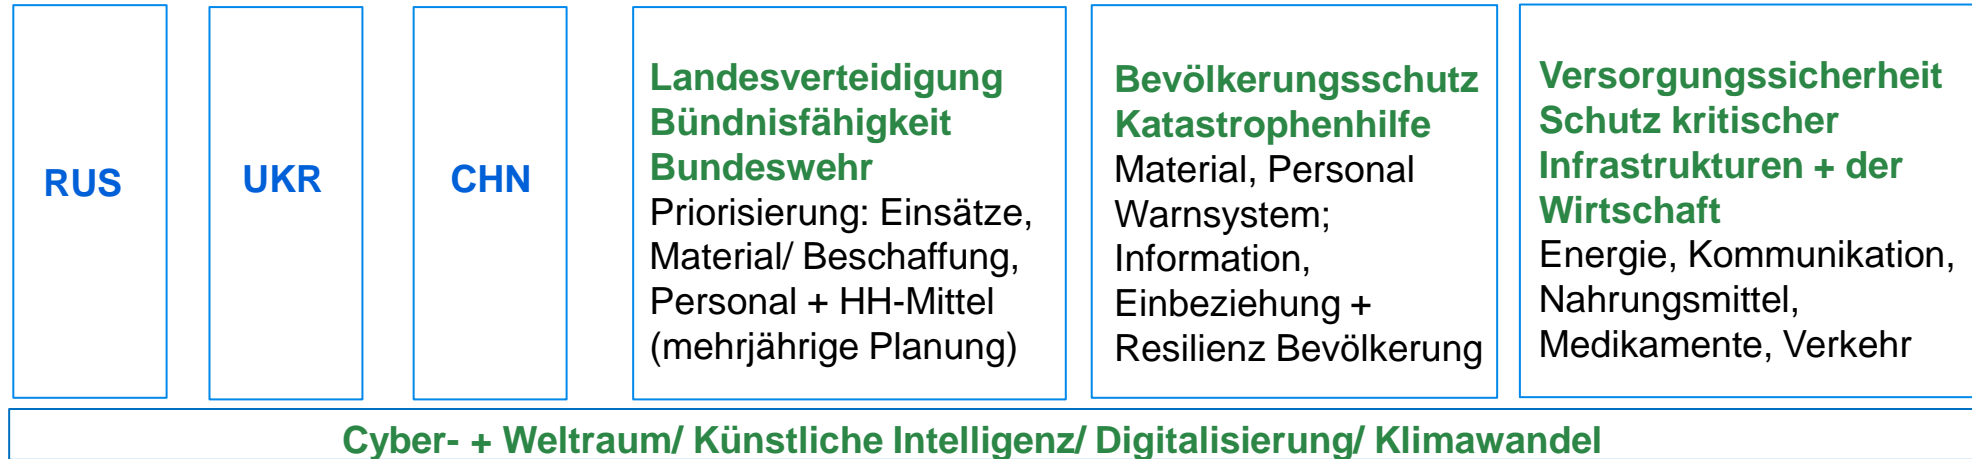 RUS
UKR
CHN
Landesverteidigung
Bündnisfähigkeit
Bundeswehr
Priorisierung: Einsätze,
Material/ Beschaffung,
Personal + HH-Mittel
(mehrjährige Planung)
Bevölkerungsschutz
Katastrophenhilfe
Material, Personal
Warnsystem;
Information,
Einbeziehung +
Resilienz Bevölkerung
Versorgungssicherheit
Schutz kritischer
Infrastrukturen + der
Wirtschaft
Energie, Kommunikation,
Nahrungsmittel,
Medikamente, Verkehr
Cyber- + Weltraum/ Künstliche Intelligenz/ Digitalisierung/ Klimawandel